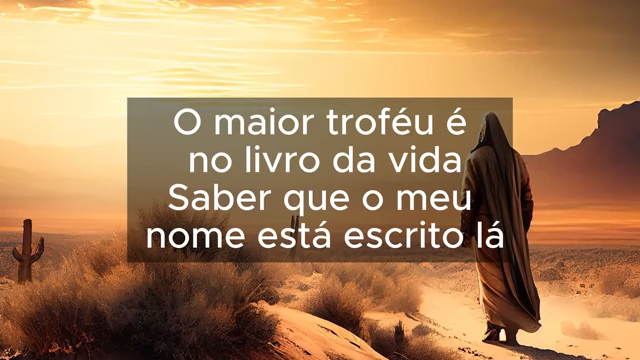 O maior troféu é
no livro da vida
Saber que o meu
nome está escrito lá